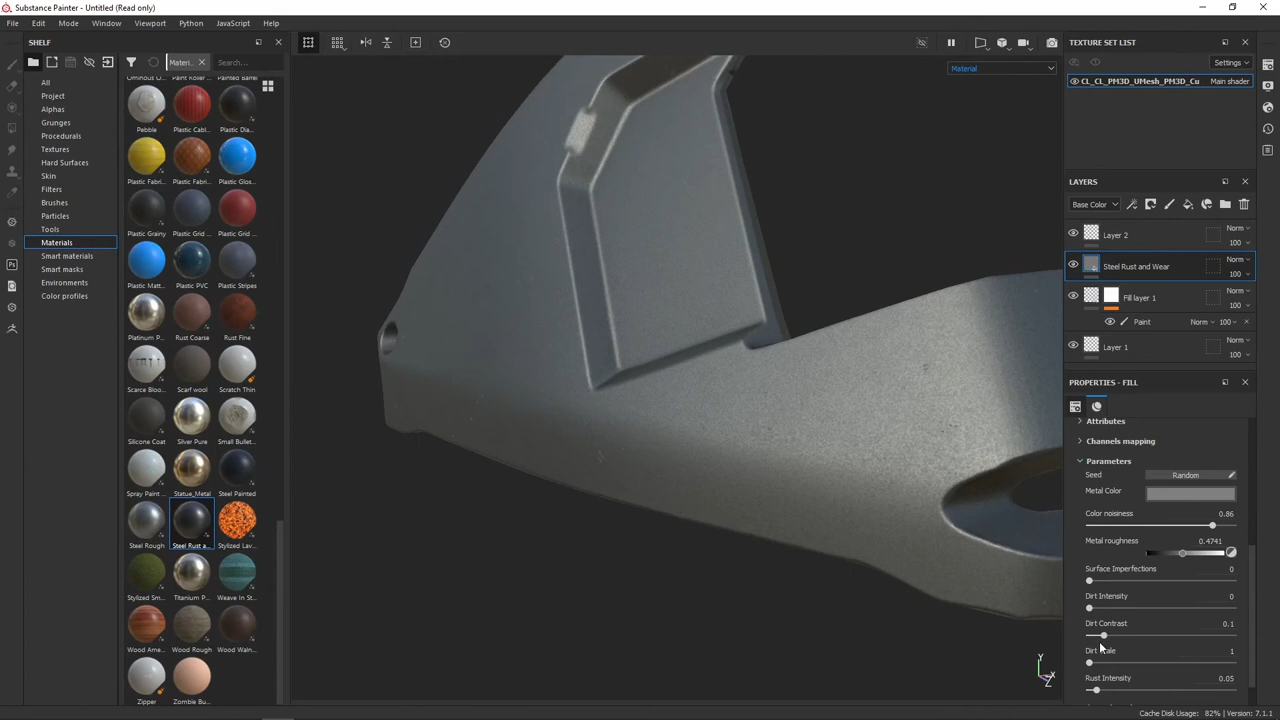 Substance Painter - Untitled (Read only)
File Edit Mode Window Viewport Python JavaScript Help
SHELF
Materi...
Search...
All
Project
Alphas
Grunges
Procedurals
Textures
Hard Surfaces
Skin
Filters
Brushes
Particles
Tools
Materials
Smart materials
Smart masks
Environments
Color profiles
Pebble Plastic Cabl... Plastic Dia...
Plastic Fabri... Plastic Fabri... Plastic Glos...
Plastic Grainy Plastic Grid ... Plastic Grid ...
Plastic Matt... Plastic PVC Plastic Stripes
Platinum P... Rust Coarse Rust Fine
Scarce Bloo... Scarf wool Scratch Thin
Silicone Coat Silver Pure Small Bullet...
Spray Paint ... Statue_Metal Steel Painted
Steel Rough Steel Rust a... Stylized Lav...
Stylized Sm... Titanium P... Weave In St...
Wood Ame... Wood Rough Wood Waln...
Zipper Zombie Bu...
Material
Y
X
Z
TEXTURE SET LIST
Settings
CL_CL_PM3D_UMesh_PM3D_Cu Main shader
LAYERS
Base Color
Layer 2 Norm 100
Steel Rust and Wear Norm 100
Fill layer 1 Norm 100
Paint Norm 100
Layer 1 Norm 100
PROPERTIES - FILL
Attributes
Channels mapping
Parameters
Seed Random
Metal Color
Color noisiness 0.86
Metal roughness 0.4741
Surface Imperfections 0
Dirt Intensity 0
Dirt Contrast 0.1
Dirt 1
Rust Intensity 0.05
Cache Disk Usage: 82% | Version: 7.1.1